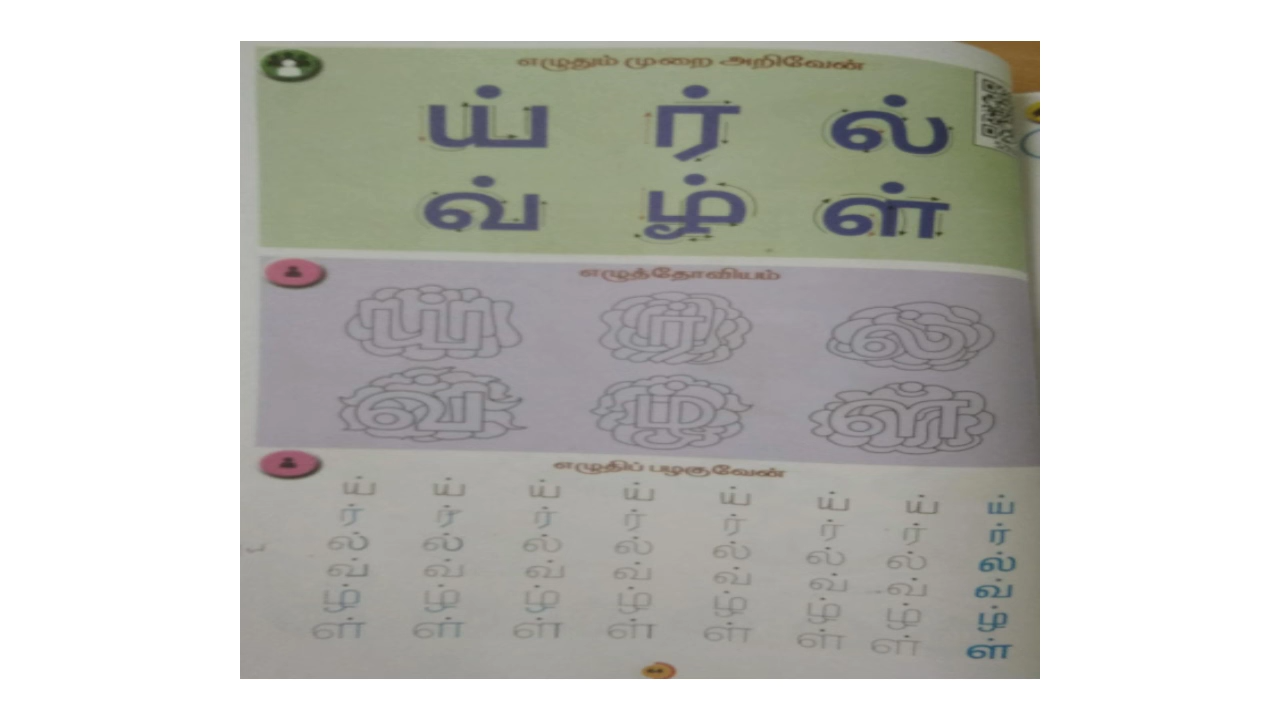 எழுதும் முறை அறிவேன்
ய் ர் ல்
வ் ழ் ள்
எழுத்தோவியம்
ய் ர் ல்
வ் ழ் ள்
எழுதிப் பழகுவேன்
ய் ய் ய் ய் ய் ய் ய் ய்
ர் ர் ர் ர் ர் ர் ர் ர்
ல் ல் ல் ல் ல் ல் ல் ல்
வ் வ் வ் வ் வ் வ் வ் வ்
ழ் ழ் ழ் ழ் ழ் ழ் ழ் ழ்
ள் ள் ள் ள் ள் ள் ள் ள்